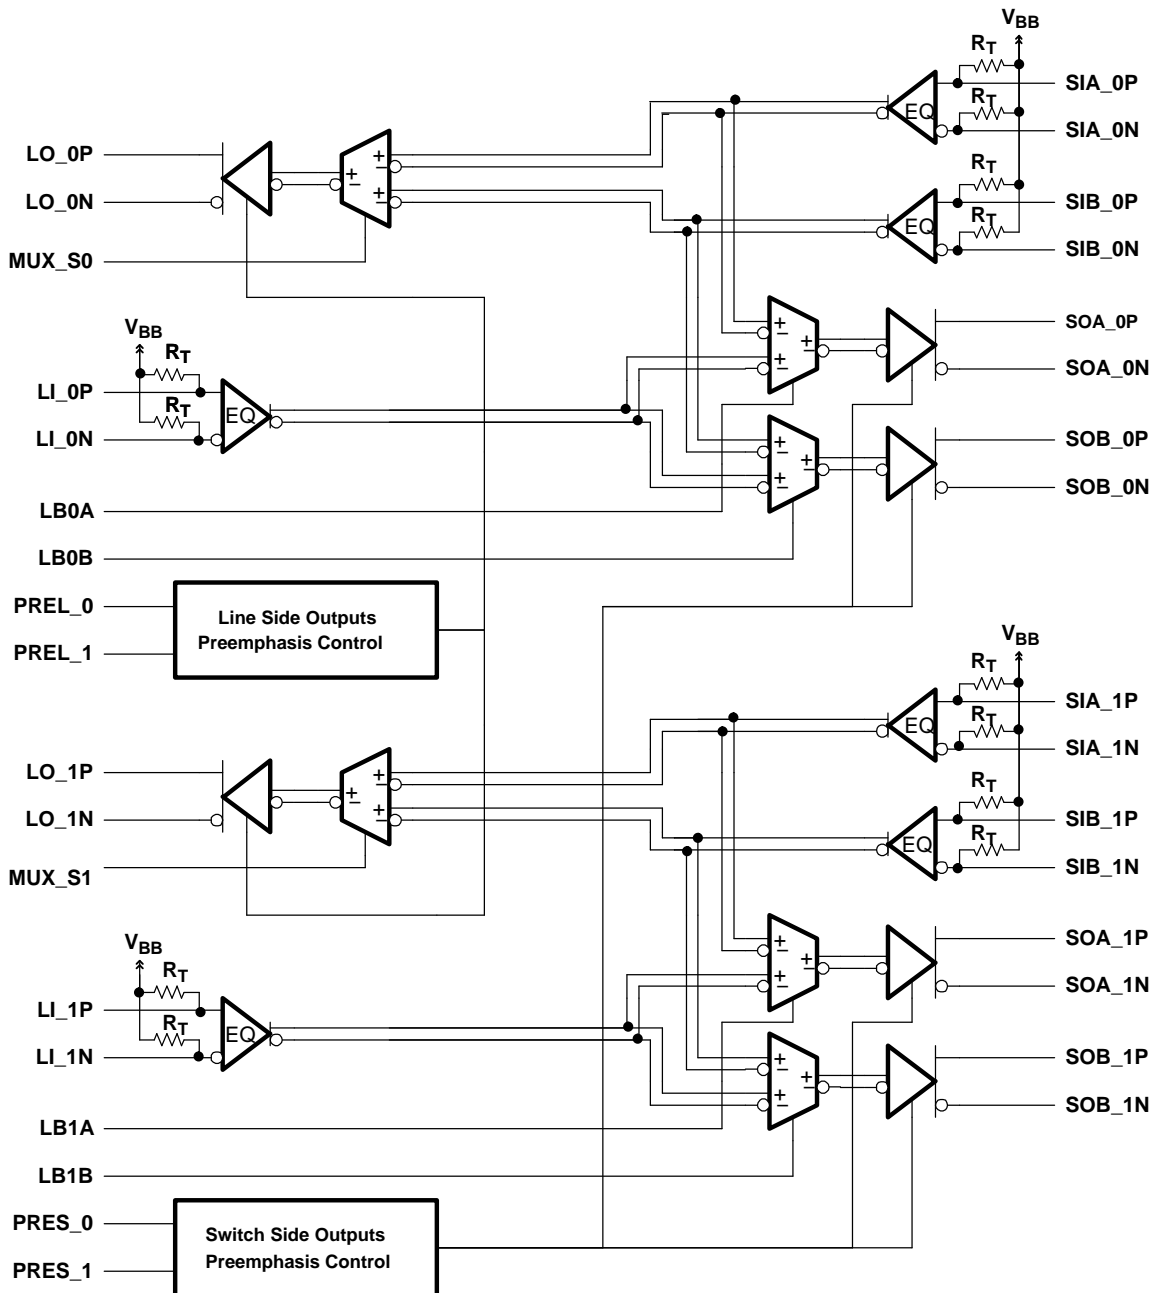 VBB
RT
SIA_0P
RT
SIA_0N
EQ
LO_0P
+
+
−
+
−
+
−
RT
SIB_0P
LO_0N
RT
EQ
SIB_0N
MUX_S0
VBB
RT
+
−
+
−
SOA_0P
LI_0P
+
−
SOA_0N
RT
EQ
LI_0N
+
−
+
−
SOB_0P
+
−
SOB_0N
LB0A
LB0B
PREL_0
Line Side Outputs
Preemphasis Control
PREL_1
VBB
RT
SIA_1P
RT
EQ
SIA_1N
LO_1P
+
−
+
−
+
−
RT
SIB_1P
LO_1N
RT
EQ
SIB_1N
MUX_S1
VBB
RT
+
−
+
−
SOA_1P
LI_1P
+
−
SOA_1N
RT
EQ
LI_1N
+
−
+
−
SOB_1P
+
−
SOB_1N
LB1A
LB1B
PRES_0
Switch Side Outputs
Preemphasis Control
PRES_1